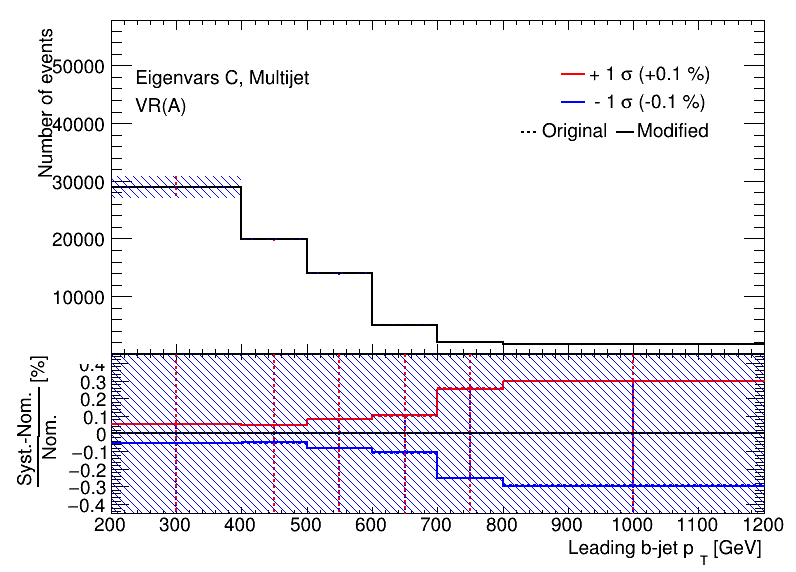 Number of events
50000
40000
30000
20000
10000
Eigenvars C, Multijet
VR(A)
+ 1 σ (+0.1 %)
- 1 σ (-0.1 %)
Original Modified
Syst.-Nom.
Nom.
[%]
0.4
0.3
0.2
0.1
0
−0.1
−0.2
−0.3
−0.4
200 300 400 500 600 700 800 900 1000 1100 1200
Leading b-jet p T [GeV]